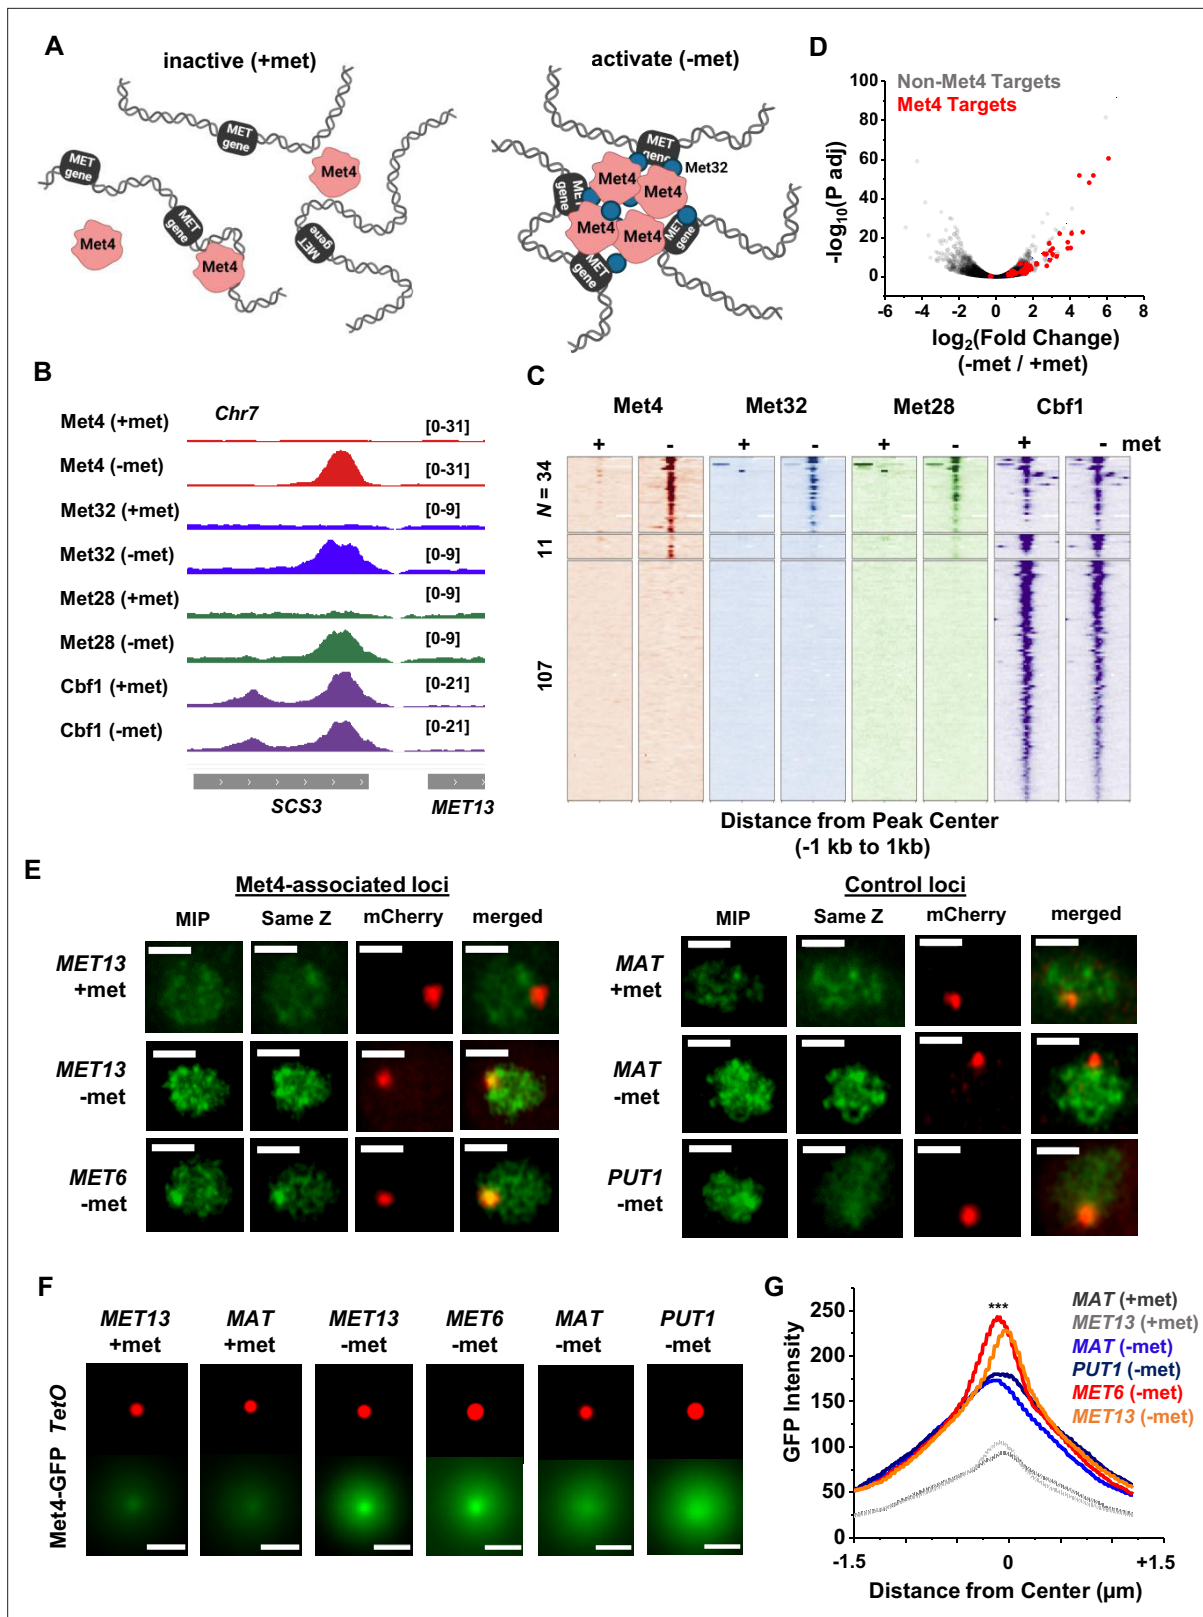 A
inactive (+met)
activate (-met)
MET
gene
MET
gene
MET
gene
MET
gene
Met4
Met4
Met4
MET
gene
MET
gene
MET
gene
MET
gene
Met4
Met4
Met4
Met4
Met32
D
Non-Met4 Targets
Met4 Targets
100
80
60
40
20
0
-log10(P adj)
-6 -4 -2 0 2 4 6
log2(Fold Change)
(-met / +met)
B
Chr7
Met4 (+met) [0-31]
Met4 (-met) [0-31]
Met32 (+met) [0-9]
Met32 (-met) [0-9]
Met28 (+met) [0-9]
Met28 (-met) [0-9]
Cbf1 (+met) [0-21]
Cbf1 (-met) [0-21]
SCS3 MET13
C
Met4 Met32 Met28 Cbf1
+ - + - + - + - met
N = 34
11
107
Distance from Peak Center
(-1 kb to 1kb)
E
Met4-associated loci
MIP Same Z mCherry merged
MET13
+met
MET13
-met
MET6
-met
Control loci
MIP Same Z mCherry merged
MAT
+met
MAT
-met
PUT1
-met
F
MET13 MAT MET13 MET6 MAT PUT1
+met +met -met -met -met -met
TetO
Met4-GFP
G
***
MAT (+met)
MET13 (+met)
MAT (-met)
PUT1 (-met)
MET6 (-met)
MET13 (-met)
250
200
150
100
50
0
GFP Intensity
-1.5 0 +1.5
Distance from Center (µm)